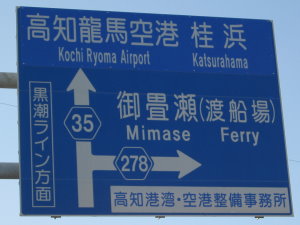 高知龍馬空港 桂浜
Kochi Ryoma Airport Katsurahama
黒潮ライン方面
35
御畳瀬(渡船場)
Mimase Ferry
278
高知港湾・空港整備事務所